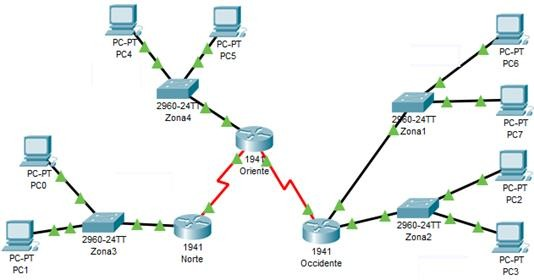 PC-PT
PC4
PC-PT
PC5
PC-PT
PC6
2960-24TT
Zona4
2960-24TT
Zona1
PC-PT
PC7
1941
Oriente
PC-PT
PC0
PC-PT
PC2
2960-24TT
Zona3
1941
Norte
2960-24TT
Zona2
1941
Occidente
PC-PT
PC1
PC-PT
PC3